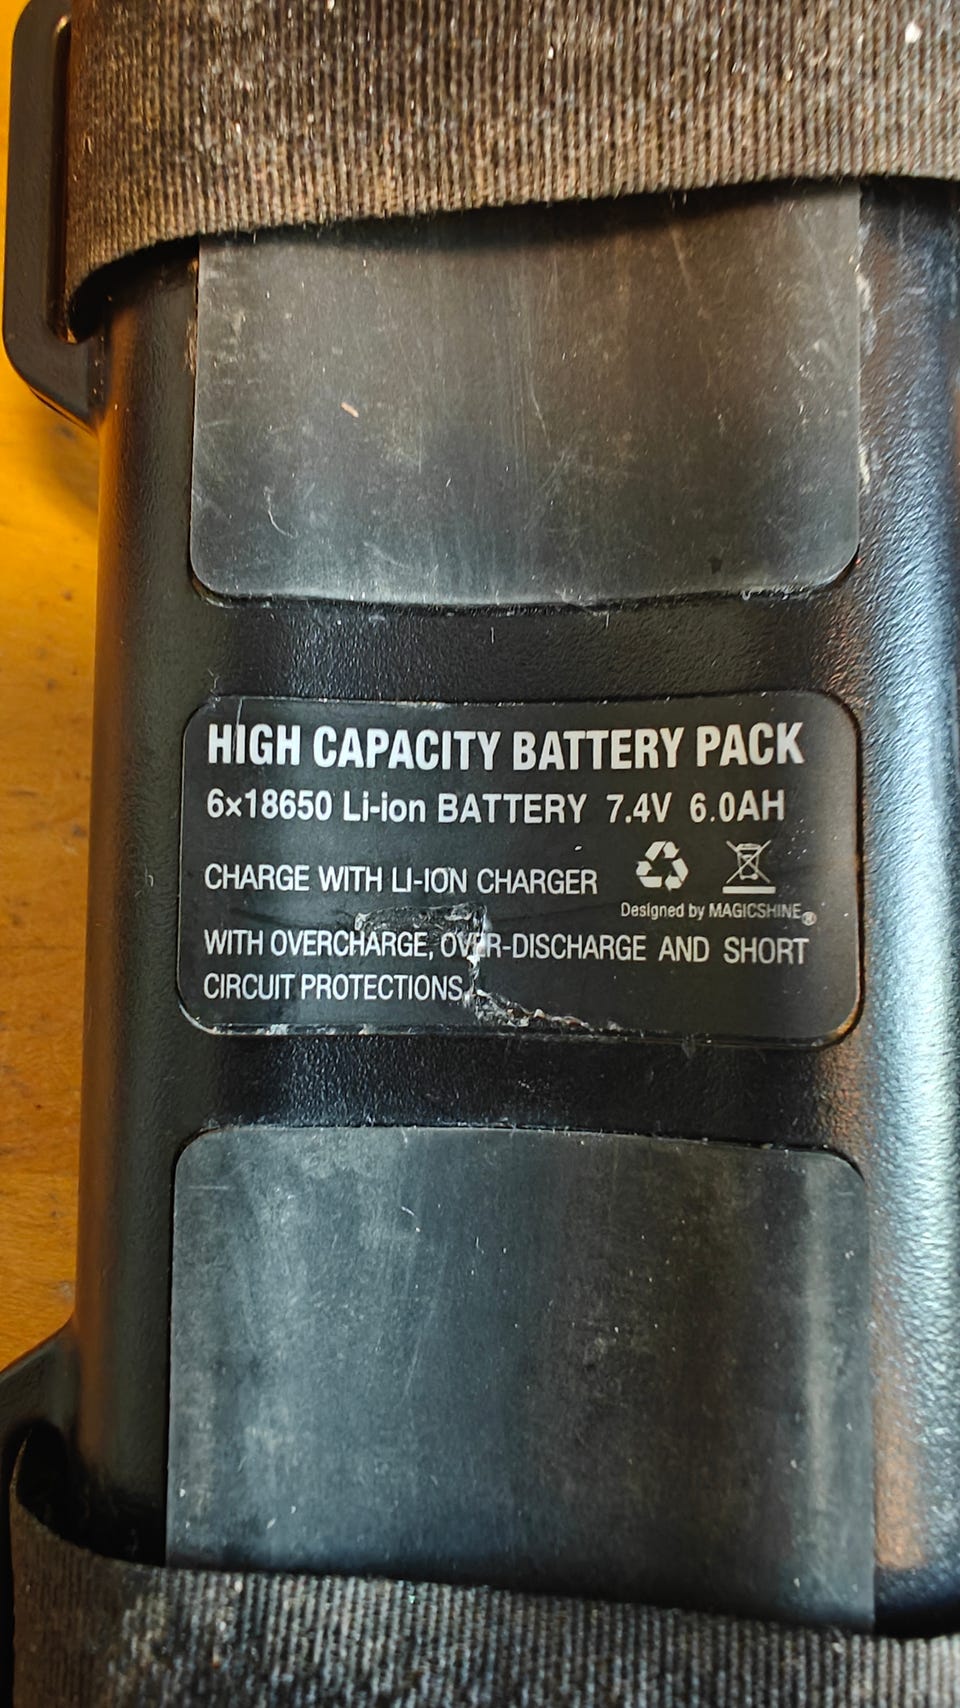 HIGH CAPACITY BATTERY PACK
6×18650 Li-ion BATTERY 7.4V 6.0AH
CHARGE WITH LI-ION CHARGER
Designed by MAGICSHINE®
WITH OVERCHARGE, OVER-DISCHARGE AND SHORT
CIRCUIT PROTECTIONS